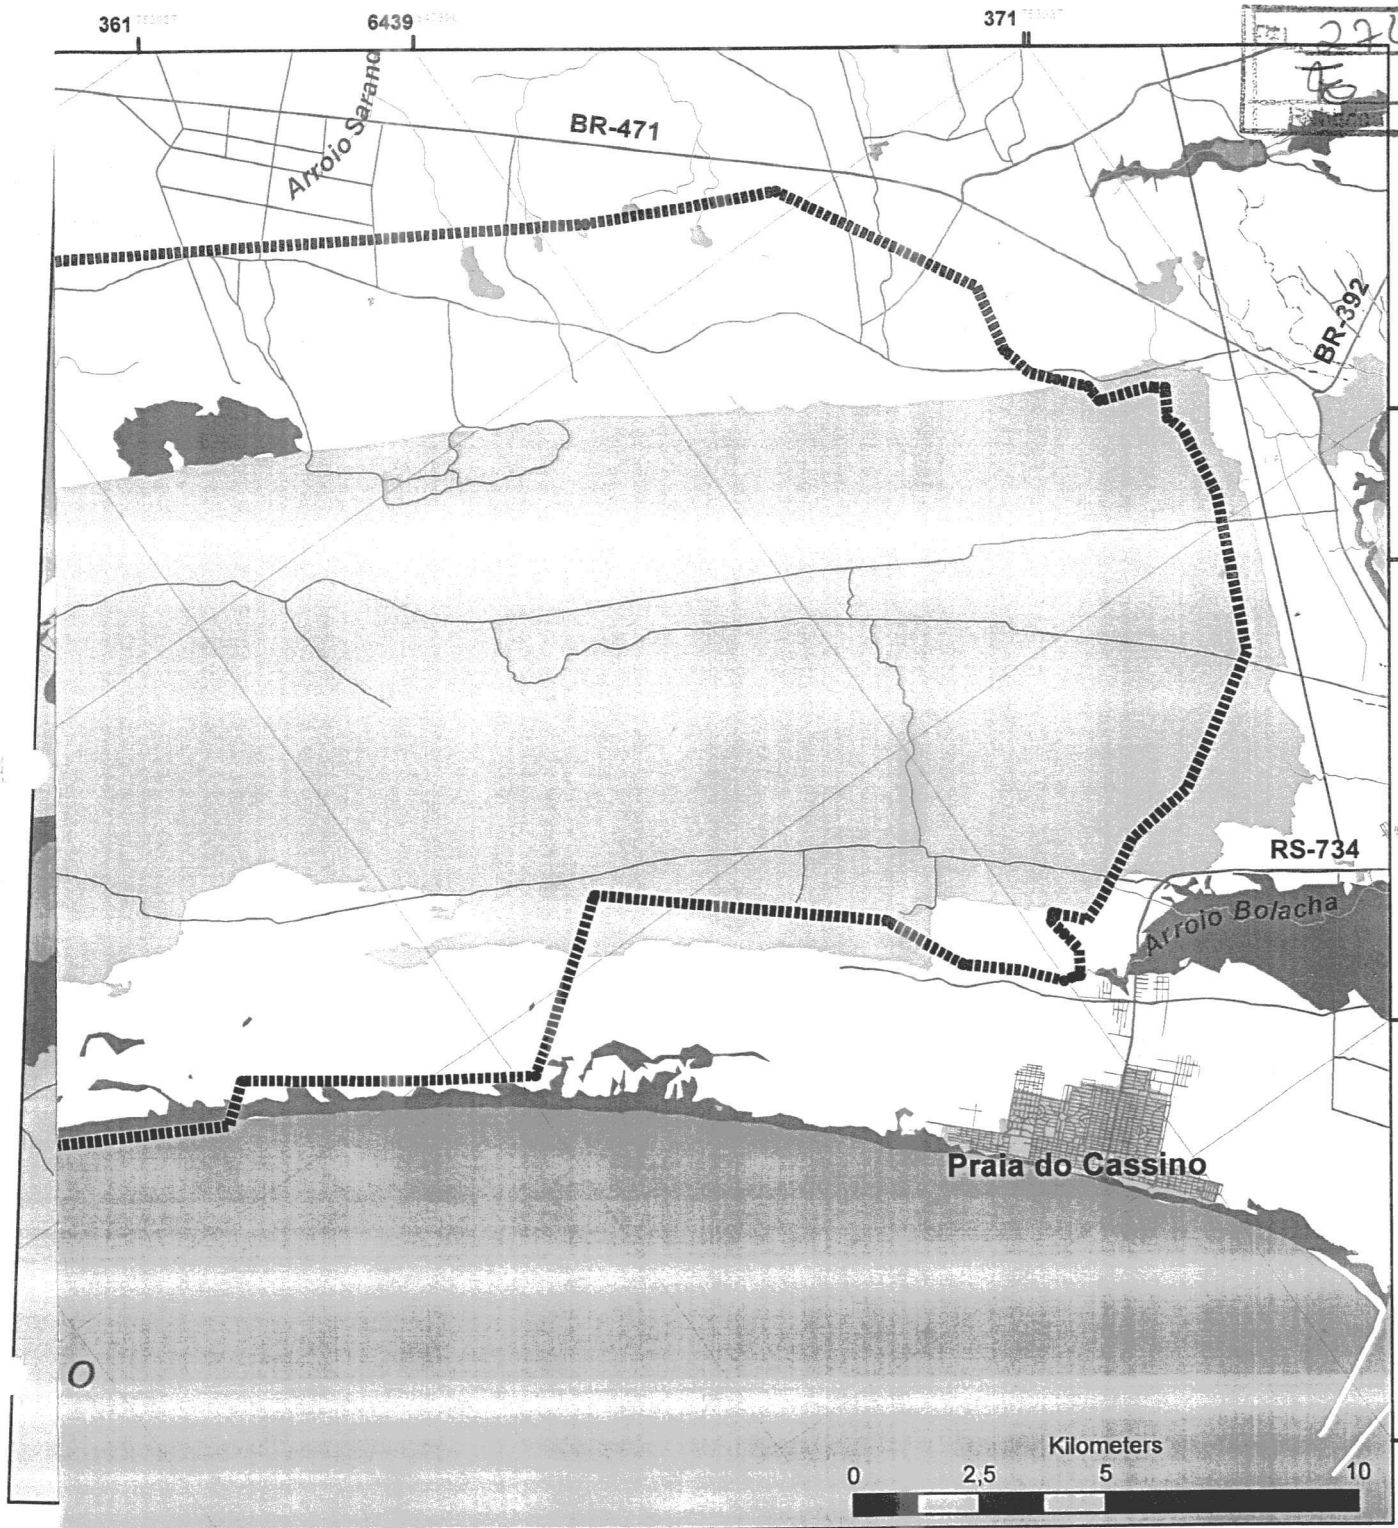 361
6439
371
Arroio Sarano
BR-471
BR-392
RS-734
Arroio Bolacha
Praia do Cassino
O
Kilometers
0 2,5 5 10